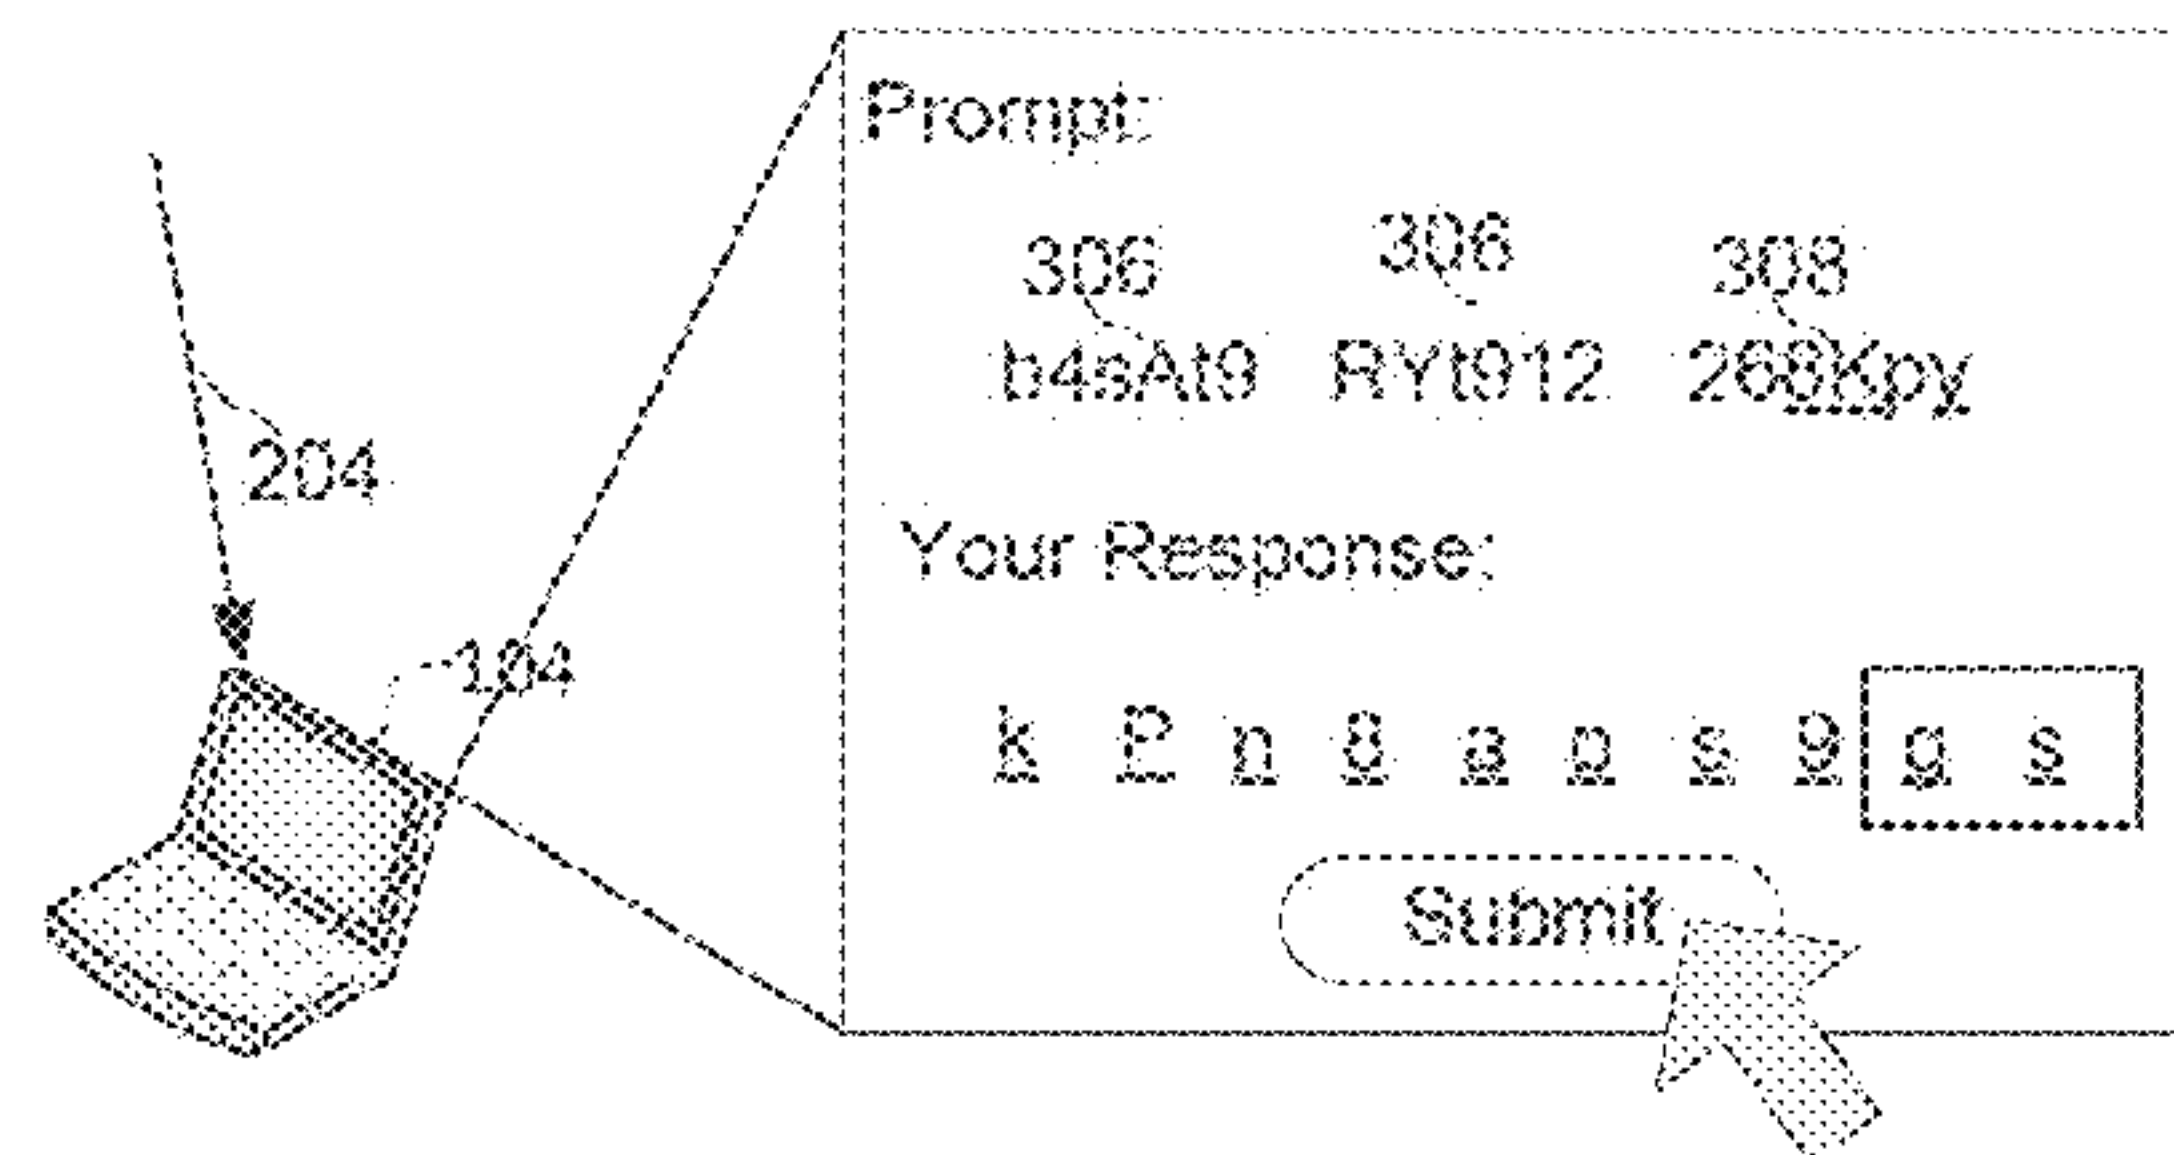 Prompt:
306 306 308
b4sAt9 RYt912 268Kpy
204
Your Response:
104
k P n 8 a o s 9 g s
Submit